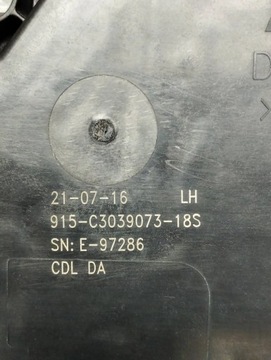 21-07-16 LH
915-C3039073-18S
SN: E-97286
CDL DA
D
>